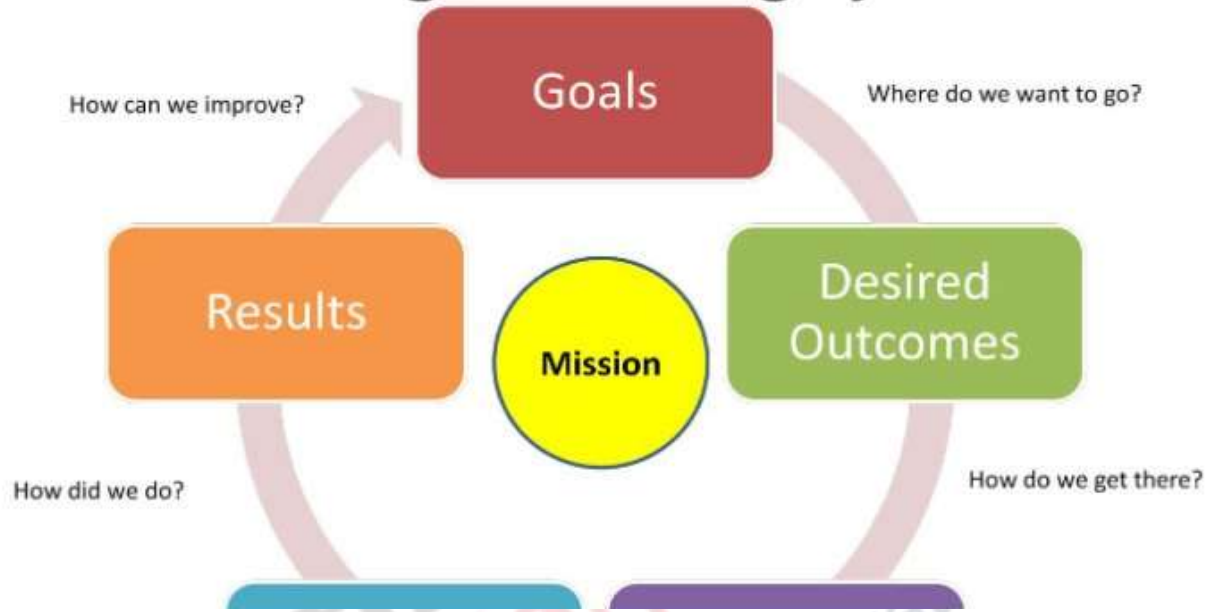 Goals
How can we improve?
Where do we want to go?
Results
Desired
Outcomes
Mission
How did we do?
How do we get there?